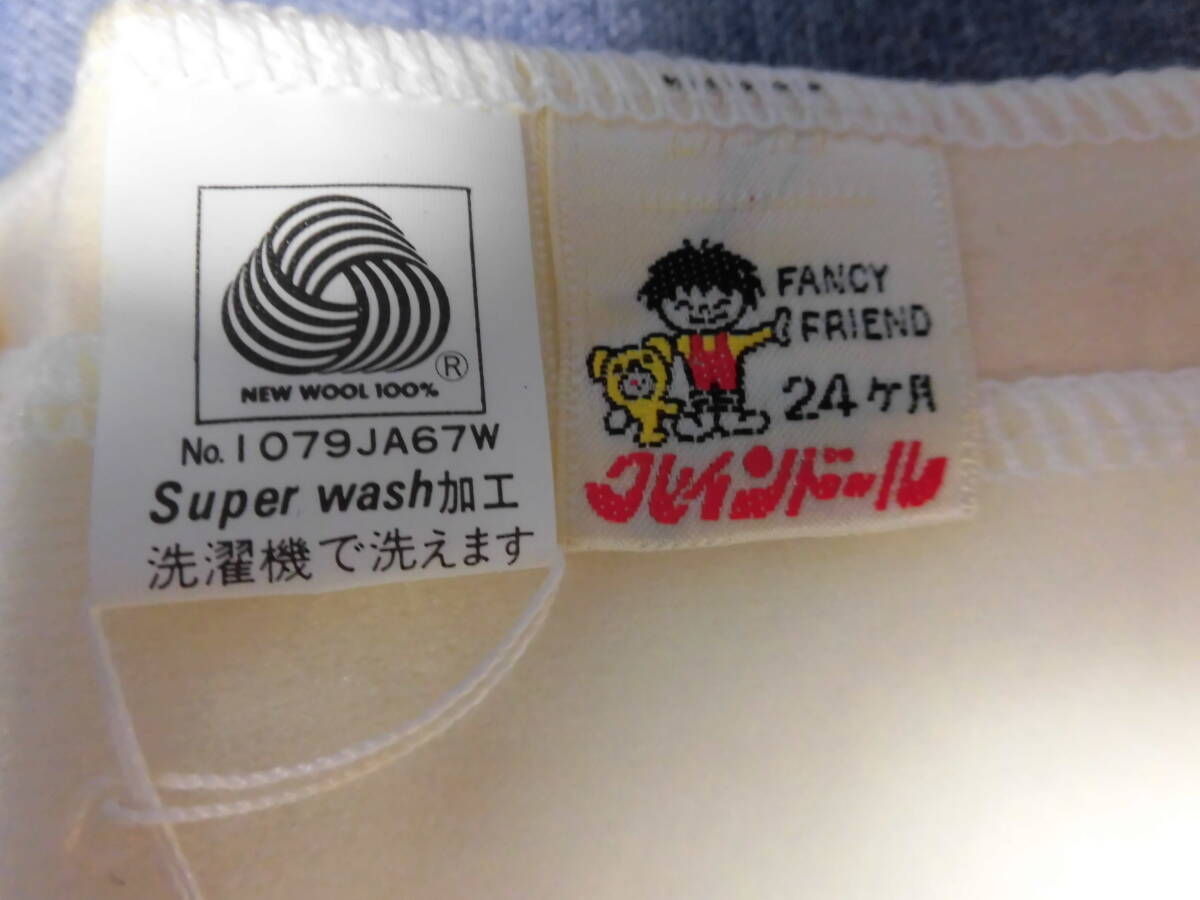 NEW WOOL 100%
R
No. 1079JA67W
Super wash加工
洗濯機で洗えます
FANCY
FRIEND
24ケ月
クレインドール